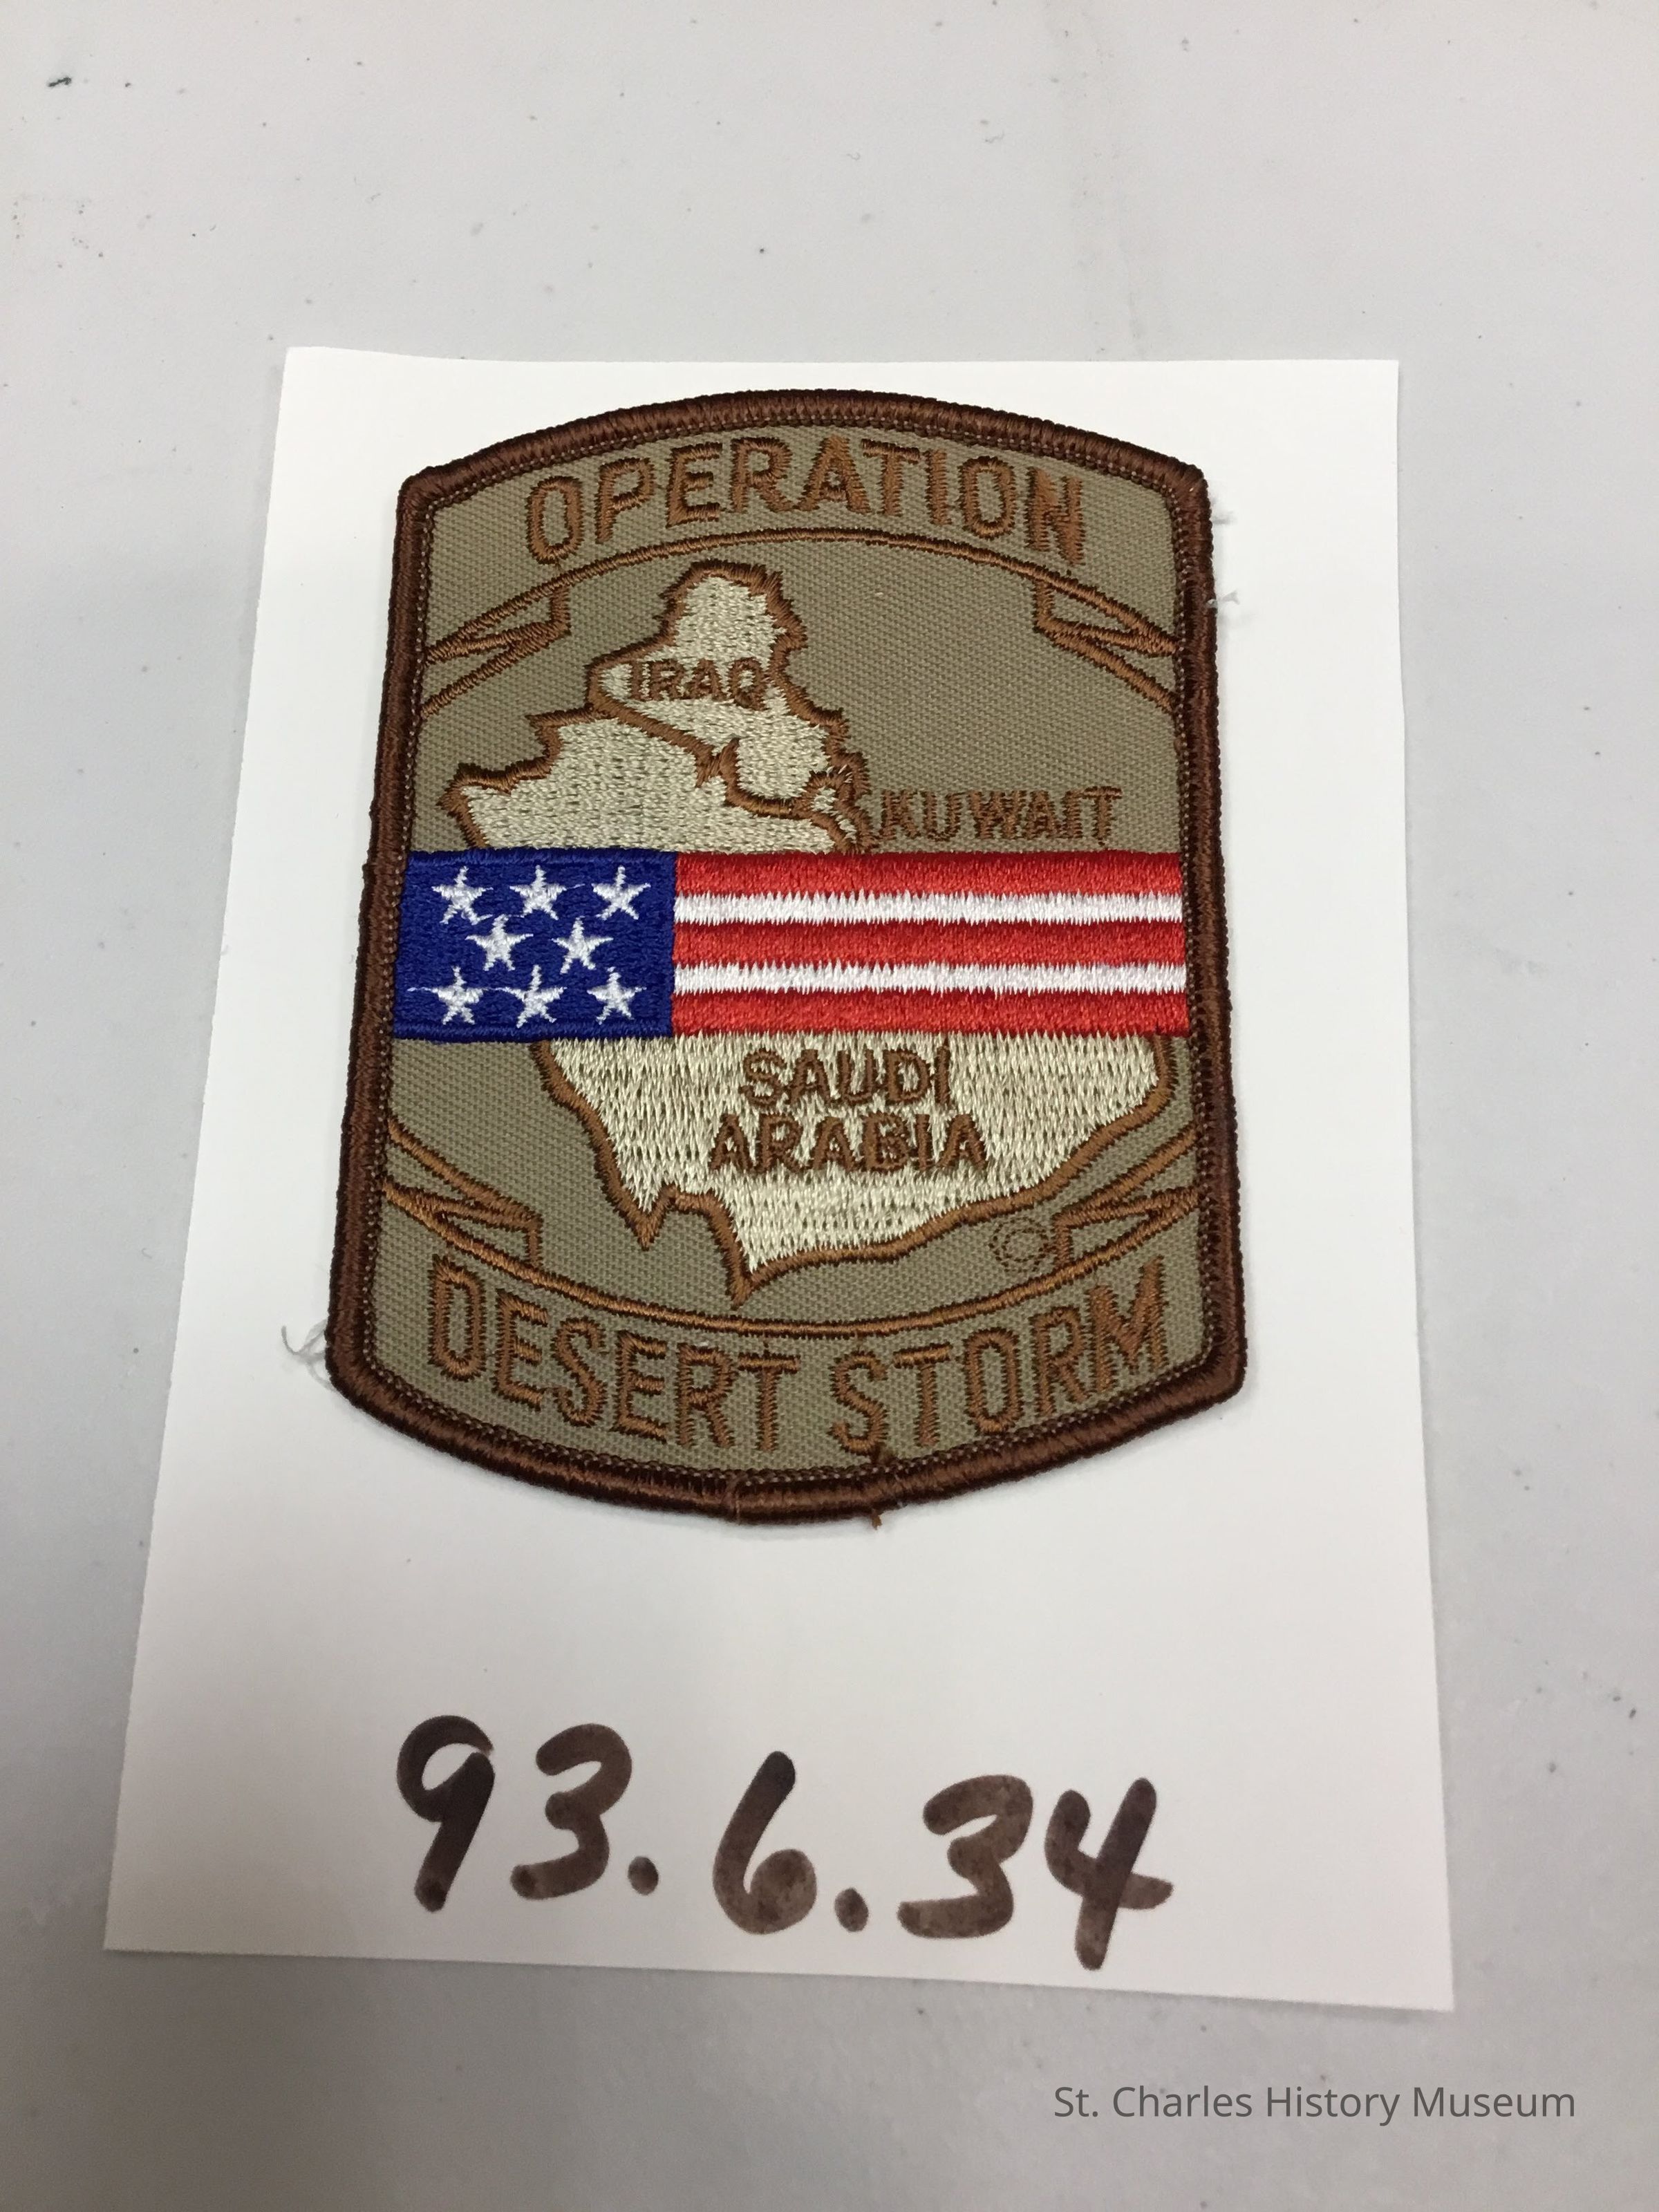 OPERATION
IRAQ
KUWAIT
SAUDI
ARABIA
DESERT STORM
93.6.34
St. Charles History Museum